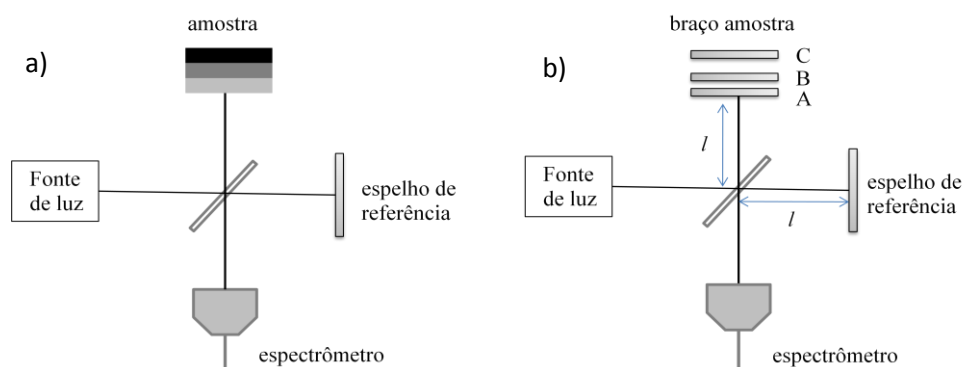 a)
amostra
Fonte
de luz
espelho de
referência
espectrômetro
b)
braço amostra
C
B
A
l
Fonte
de luz
l
espelho de
referência
espectrômetro